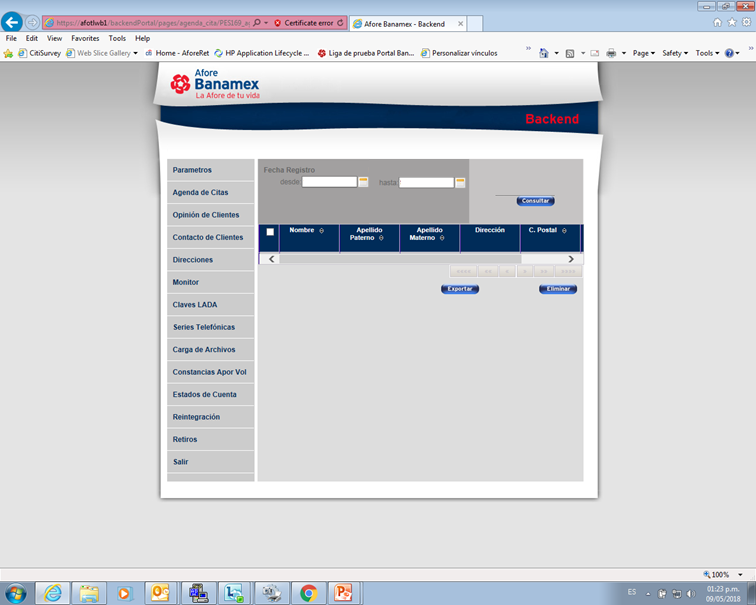 https://afotlwb1/backendPortal/pages/agenda_cita/PES169_ag
Certificate error
Afore Banamex - Backend
File Edit View Favorites Tools Help
CitiSurvey Web Slice Gallery Home - AforeRet HP Application Lifecycle ... Liga de prueba Portal Ban... Personalizar vínculos
Page Safety Tools
Afore
Banamex
La Afore de tu vida
Backend
Parametros
Agenda de Citas
Opinión de Clientes
Contacto de Clientes
Direcciones
Monitor
Claves LADA
Series Telefónicas
Carga de Archivos
Constancias Apor Vol
Estados de Cuenta
Reintegración
Retiros
Salir
Fecha Registro
desde hasta
Consultar
Nombre Apellido Paterno Apellido Materno Dirección C. Postal
<<<< << < > >> >>>>
Exportar Eliminar
100%
ES 01:23 p.m.
09/05/2018